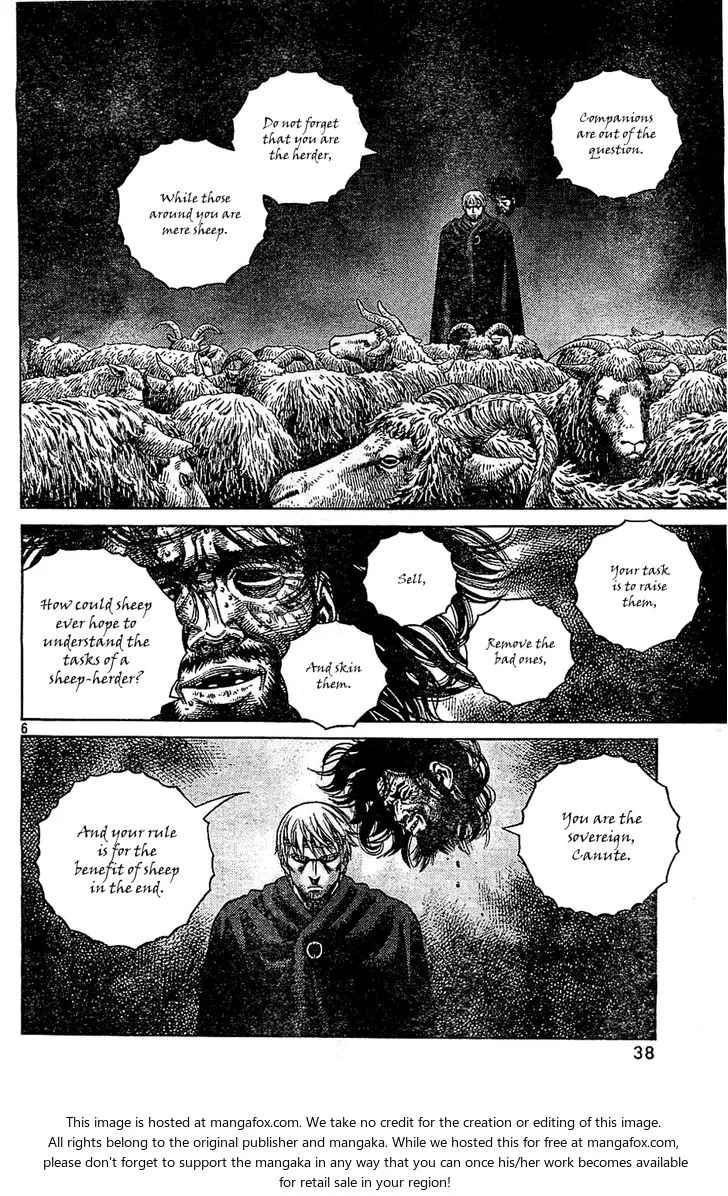 Companions
are out of the
question.
Do not forget
that you are
the herder,
While those
around you are
mere sheep.
Your task
is to raise
them,
Remove the
bad ones,
Sell,
And skin
them.
How could sheep
ever hope to
understand the
tasks of a
sheep-herder?
6
You are the
sovereign,
Canute.
And your rule
is for the
benefit of sheep
in the end.
38
This image is hosted at mangafox.com. We take no credit for the creation or editing of this image.
All rights belong to the original publisher and mangaka. While we hosted this for free at mangafox.com,
please don't forget to support the mangaka in any way that you can once his/her work becomes available
for retail sale in your region!